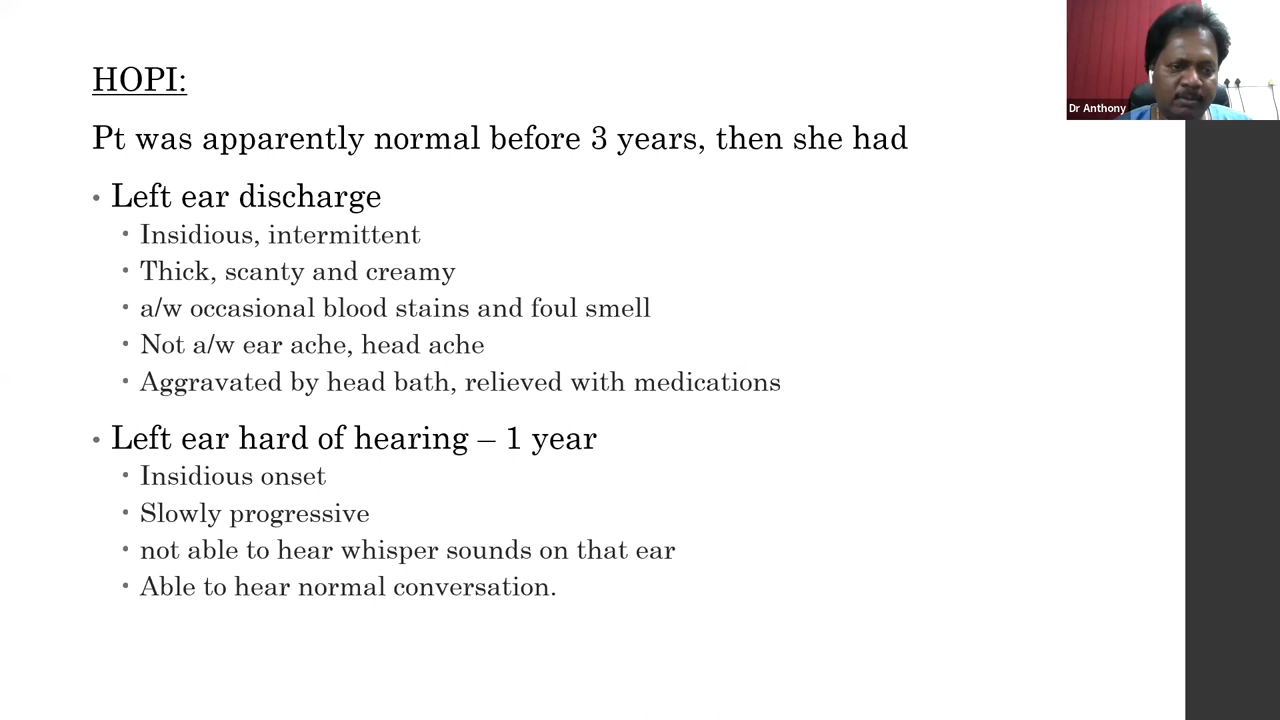 HOPI:
Pt was apparently normal before 3 years, then she had
• Left ear discharge
• Insidious, intermittent
• Thick, scanty and creamy
• a/w occasional blood stains and foul smell
• Not a/w ear ache, head ache
• Aggravated by head bath, relieved with medications
• Left ear hard of hearing – 1 year
• Insidious onset
• Slowly progressive
• not able to hear whisper sounds on that ear
• Able to hear normal conversation.
Dr Anthony